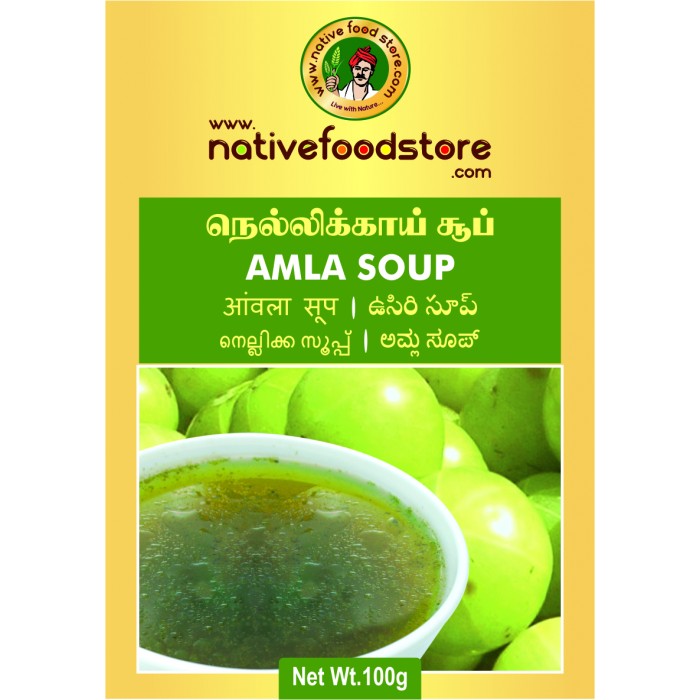 www.native food store.com
Live with Nature...
www.
nativefoodstore
.com
நெல்லிக்காய் சூப்
AMLA SOUP
आंवला सूप | ఉసిరి సూప్
നെല്ലിക്ക സൂപ്പ് | ಅಮ್ಲ ಸೂಪ್
Net Wt.100g